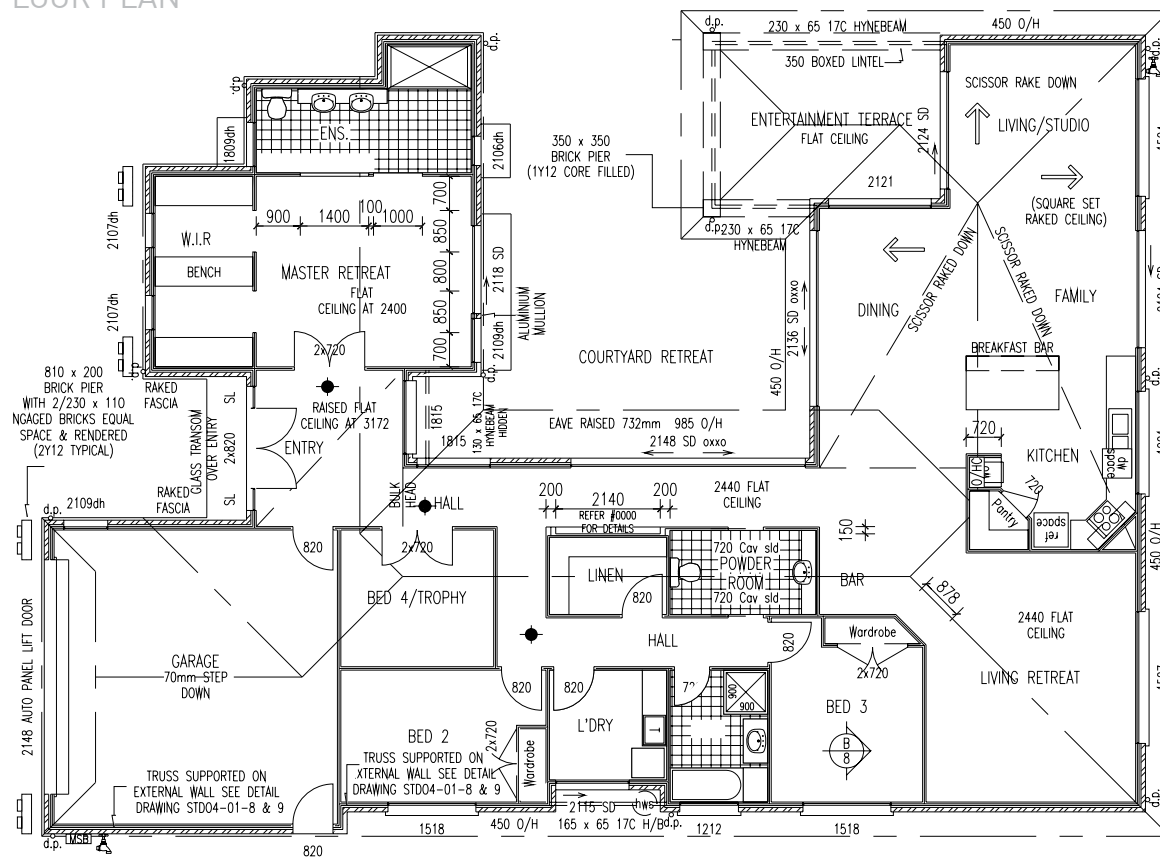 450 O/H
d.p.
230 x 65 17C HYNEBEAM
d.p.
350 BOXED LINTEL
SCISSOR RAKE DOWN
d.p.
ENTERTAINMENT TERRACE
FLAT CEILING
2124 SD
LIVING/STUDIO
ENS.
1809dh
2106dh
350 x 350
BRICK PIER
(1Y12 CORE FILLED)
2121
(SQUARE SET
RAKED CEILING)
d.p.
230 x 65 17C
HYNEBEAM
2107dh
W.I.R
BENCH
900
1400
100
1000
700
850
800
850
700
MASTER RETREAT
FLAT
CEILING AT 2400
2118 SD
2109dh
ALUMINIUM
MULLION
2107dh
2x720
DINING
SCISSOR RAKED DOWN
SCISSOR RAKED DOWN
FAMILY
2136 SD oxxo
450 O/H
COURTYARD RETREAT
BREAKFAST BAR
d.p.
810 x 200
BRICK PIER
WITH 2/230 x 110
NGAGED BRICKS EQUAL
SPACE & RENDERED
(2Y12 TYPICAL)
RAKED
FASCIA
GLASS TRANSOM
OVER ENTRY
2x820
SL
SL
RAISED FLAT
CEILING AT 3172
ENTRY
RAKED
FASCIA
1815
1815
130 x 65 17C
HYNEBEAM
HIDDEN
EAVE RAISED 732mm 985 O/H
2148 SD oxxo
720
KITCHEN
dw
space
O/HC
720
Pantry
ref
space
2109dh
d.p.
BULK
HEAD
HALL
200
2140
200
REFER #0000
FOR DETAILS
2440 FLAT
CEILING
150
450 O/H
820
2x720
BED 4/TROPHY
LINEN
820
720 Cav sld
POWDER
ROOM
720 Cav sld
BAR
878
2148 AUTO PANEL LIFT DOOR
GARAGE
70mm STEP
DOWN
HALL
820
Wardrobe
2x720
2440 FLAT
CEILING
LIVING RETREAT
820
820
900
900
BED 3
B
8
L'DRY
T
BED 2
2x720
Wardrobe
TRUSS SUPPORTED ON
XTERNAL WALL SEE DETAIL
DRAWING STD04-01-8 & 9
TRUSS SUPPORTED ON
EXTERNAL WALL SEE DETAIL
DRAWING STD04-01-8 & 9
2115 SD
hws
1518
450 O/H
165 x 65 17C H/B
d.p.
1212
1518
d.p.
d.p.
MSB
820